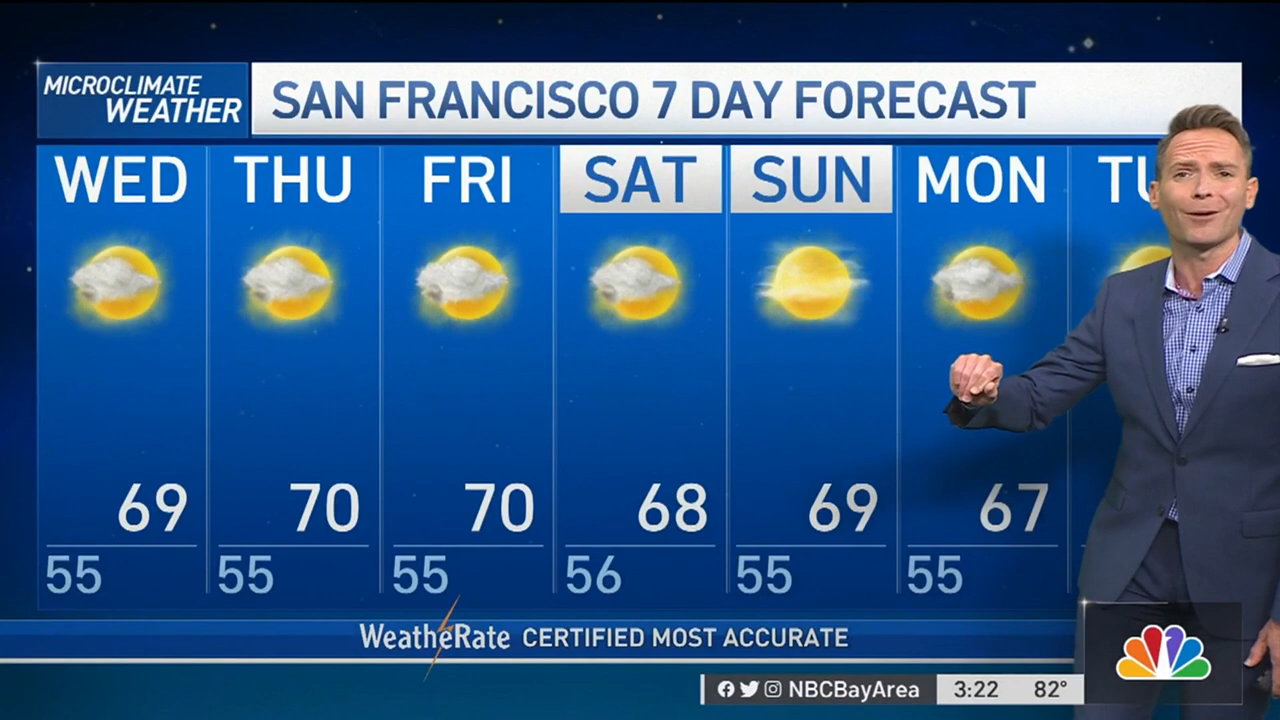 MICROCLIMATE
WEATHER
SAN FRANCISCO 7 DAY FORECAST
WED THU FRI SAT SUN MON
69 70 70 68 69 67
55 55 55 56 55 55
WeatheRate CERTIFIED MOST ACCURATE
NBCBayArea 3:22 82°